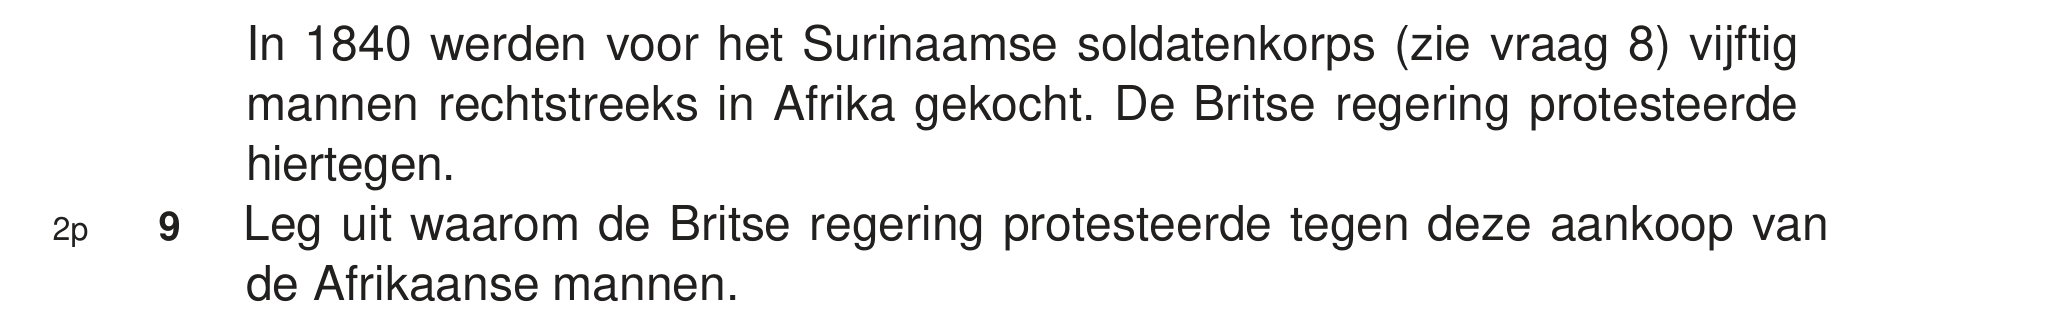 In 1840 werden voor het Surinaamse soldatenkorps (zie vraag 8) vijftig
mannen rechtstreeks in Afrika gekocht. De Britse regering protesteerde
hiertegen.
2p 9 Leg uit waarom de Britse regering protesteerde tegen deze aankoop van
de Afrikaanse mannen.